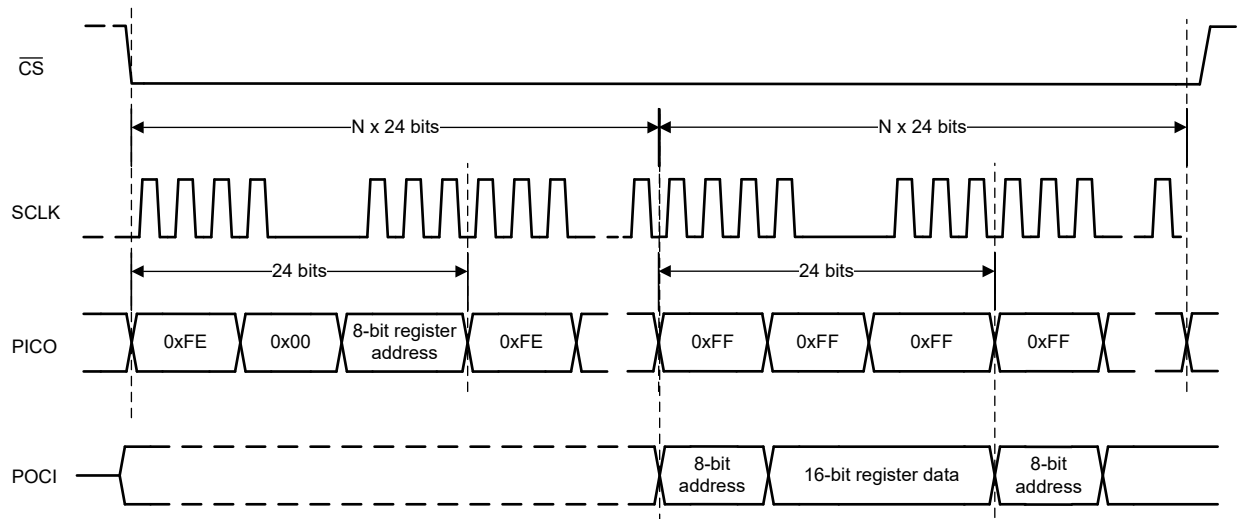 CS
N x 24 bits
N x 24 bits
SCLK
24 bits
24 bits
PICO
0xFE
0x00
8-bit register
address
0xFE
0xFF
0xFF
0xFF
0xFF
POCI
8-bit
address
16-bit register data
8-bit
address